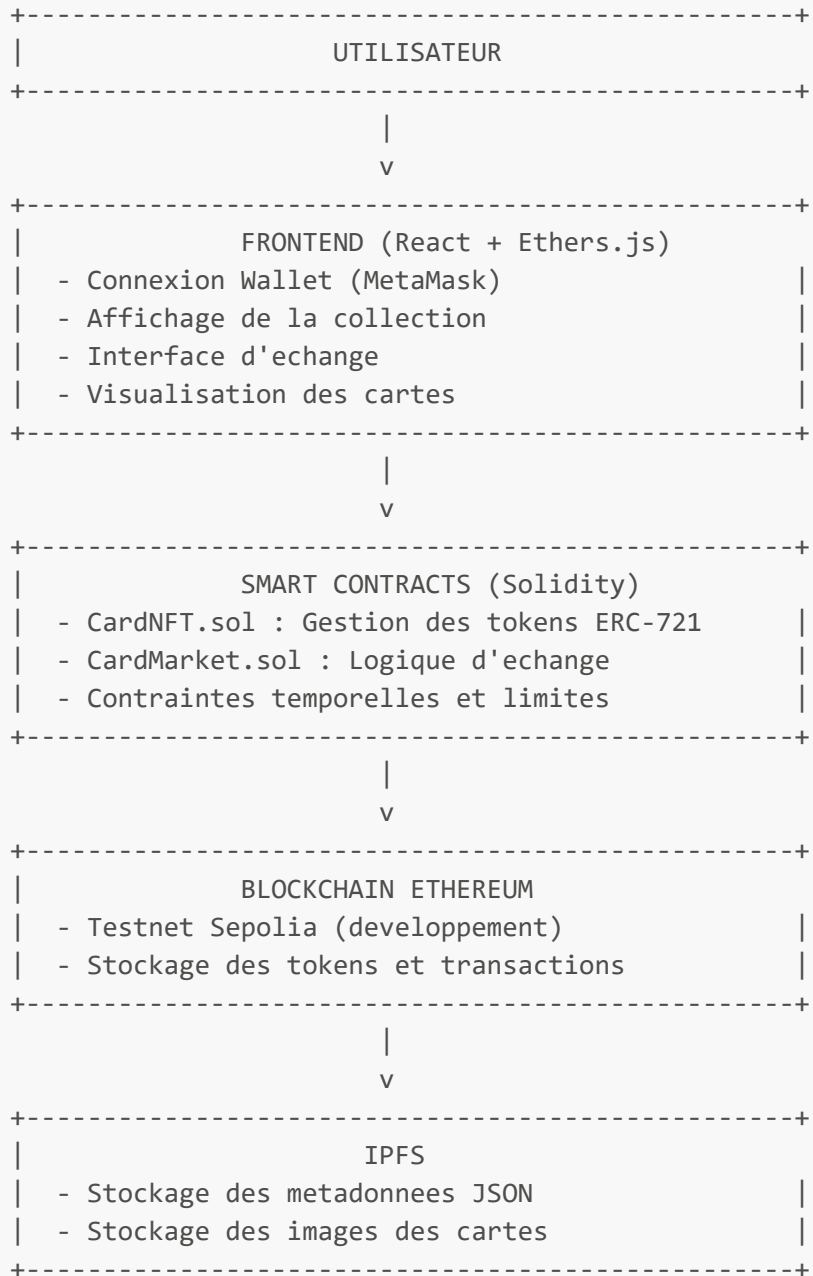 +--------------------------------------------------+
|                    UTILISATEUR
+--------------------------------------------------+
                        |
                        v
+--------------------------------------------------+
|              FRONTEND (React + Ethers.js)
|  - Connexion Wallet (MetaMask)                   |
|  - Affichage de la collection                    |
|  - Interface d'echange                           |
|  - Visualisation des cartes                      |
+--------------------------------------------------+
                        |
                        v
+--------------------------------------------------+
|              SMART CONTRACTS (Solidity)
|  - CardNFT.sol : Gestion des tokens ERC-721      |
|  - CardMarket.sol : Logique d'echange            |
|  - Contraintes temporelles et limites            |
+--------------------------------------------------+
                        |
                        v
+--------------------------------------------------+
|              BLOCKCHAIN ETHEREUM
|  - Testnet Sepolia (developpement)               |
|  - Stockage des tokens et transactions           |
+--------------------------------------------------+
                        |
                        v
+--------------------------------------------------+
|                      IPFS
|  - Stockage des metadonnees JSON                 |
|  - Stockage des images des cartes                |
+--------------------------------------------------+